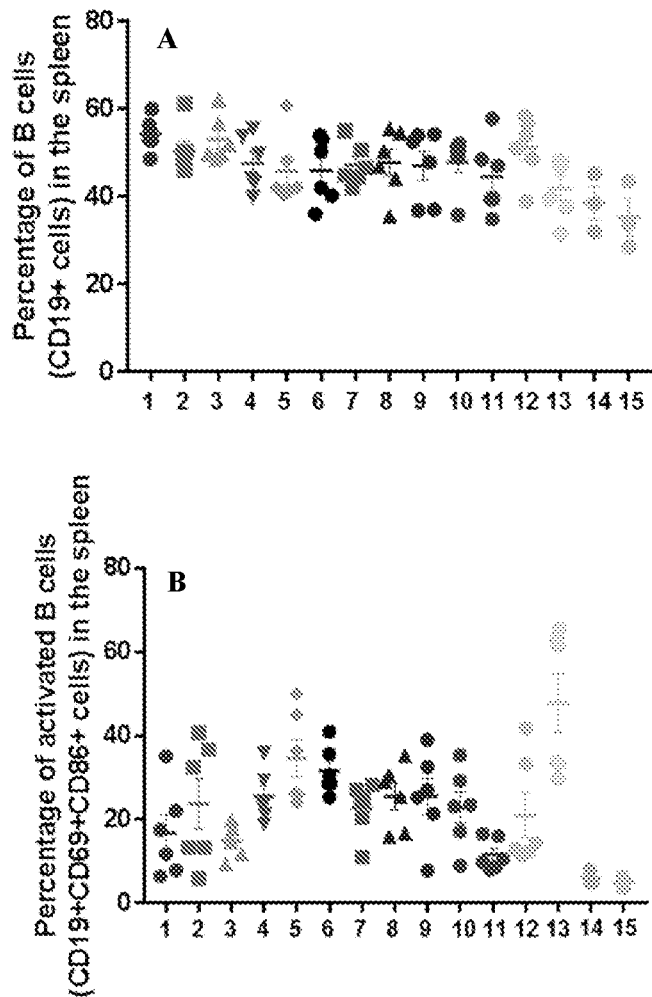 80
60
40
20
0
A
Percentage of B cells
(CD19+ cells) in the spleen
1 2 3 4 5 6 7 8 9 10 11 12 13 14 15
80
60
40
20
0
B
Percentage of activated B cells
(CD19+CD69+CD86+ cells) in the spleen
1 2 3 4 5 6 7 8 9 10 11 12 13 14 15